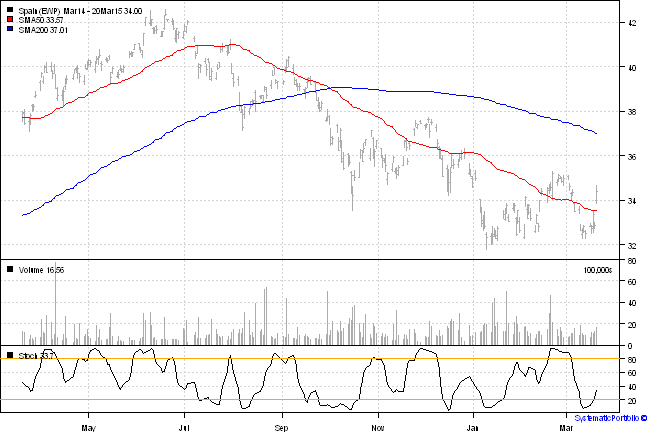 Spain (EWP) Mar14 - 20Mar15 34.00
SMA50 33.57
SMA200 37.01
42
40
38
36
34
32
Volume 16.56
100,000s
80
60
40
20
0
Stoch 33.7
80
60
40
20
May Jul Sep Nov Jan Mar
SystematicPortfolio ©